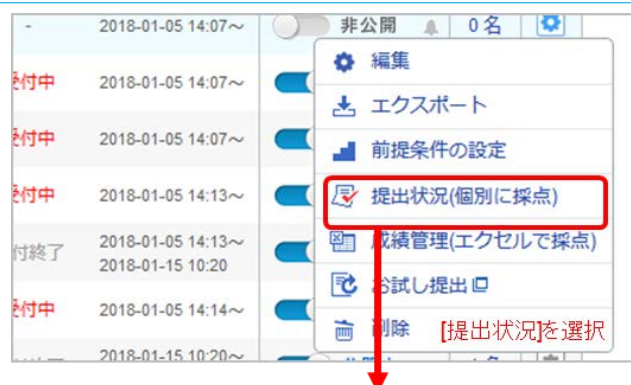 - 2018-01-05 14:07～ 非公開 0名
編集
受付中 2018-01-05 14:07～
エクスポート
受付中 2018-01-05 14:07～
前提条件の設定
受付中 2018-01-05 14:13～
提出状況(個別に採点)
付終了 2018-01-05 14:13～
2018-01-15 10:20
成績管理(エクセルで採点)
お試し提出
受付中 2018-01-05 14:14～
削除 [提出状況]を選択
2018-01-15 10:20～